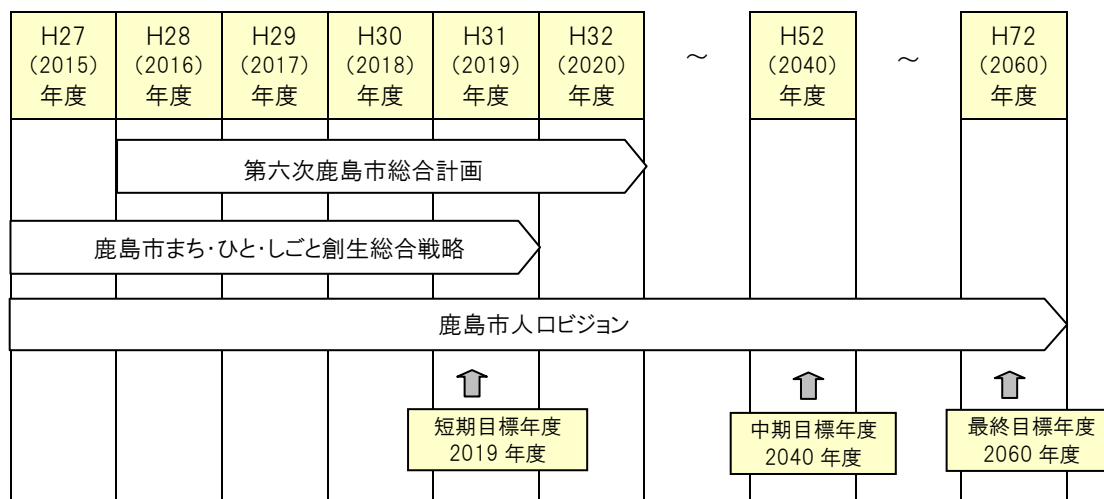 H27
(2015)
年度
H28
(2016)
年度
H29
(2017)
年度
H30
(2018)
年度
H31
(2019)
年度
H32
(2020)
年度
～
H52
(2040)
年度
～
H72
(2060)
年度
第六次鹿島市総合計画
鹿島市まち・ひと・しごと創生総合戦略
鹿島市人口ビジョン
短期目標年度
2019 年度
中期目標年度
2040 年度
最終目標年度
2060 年度